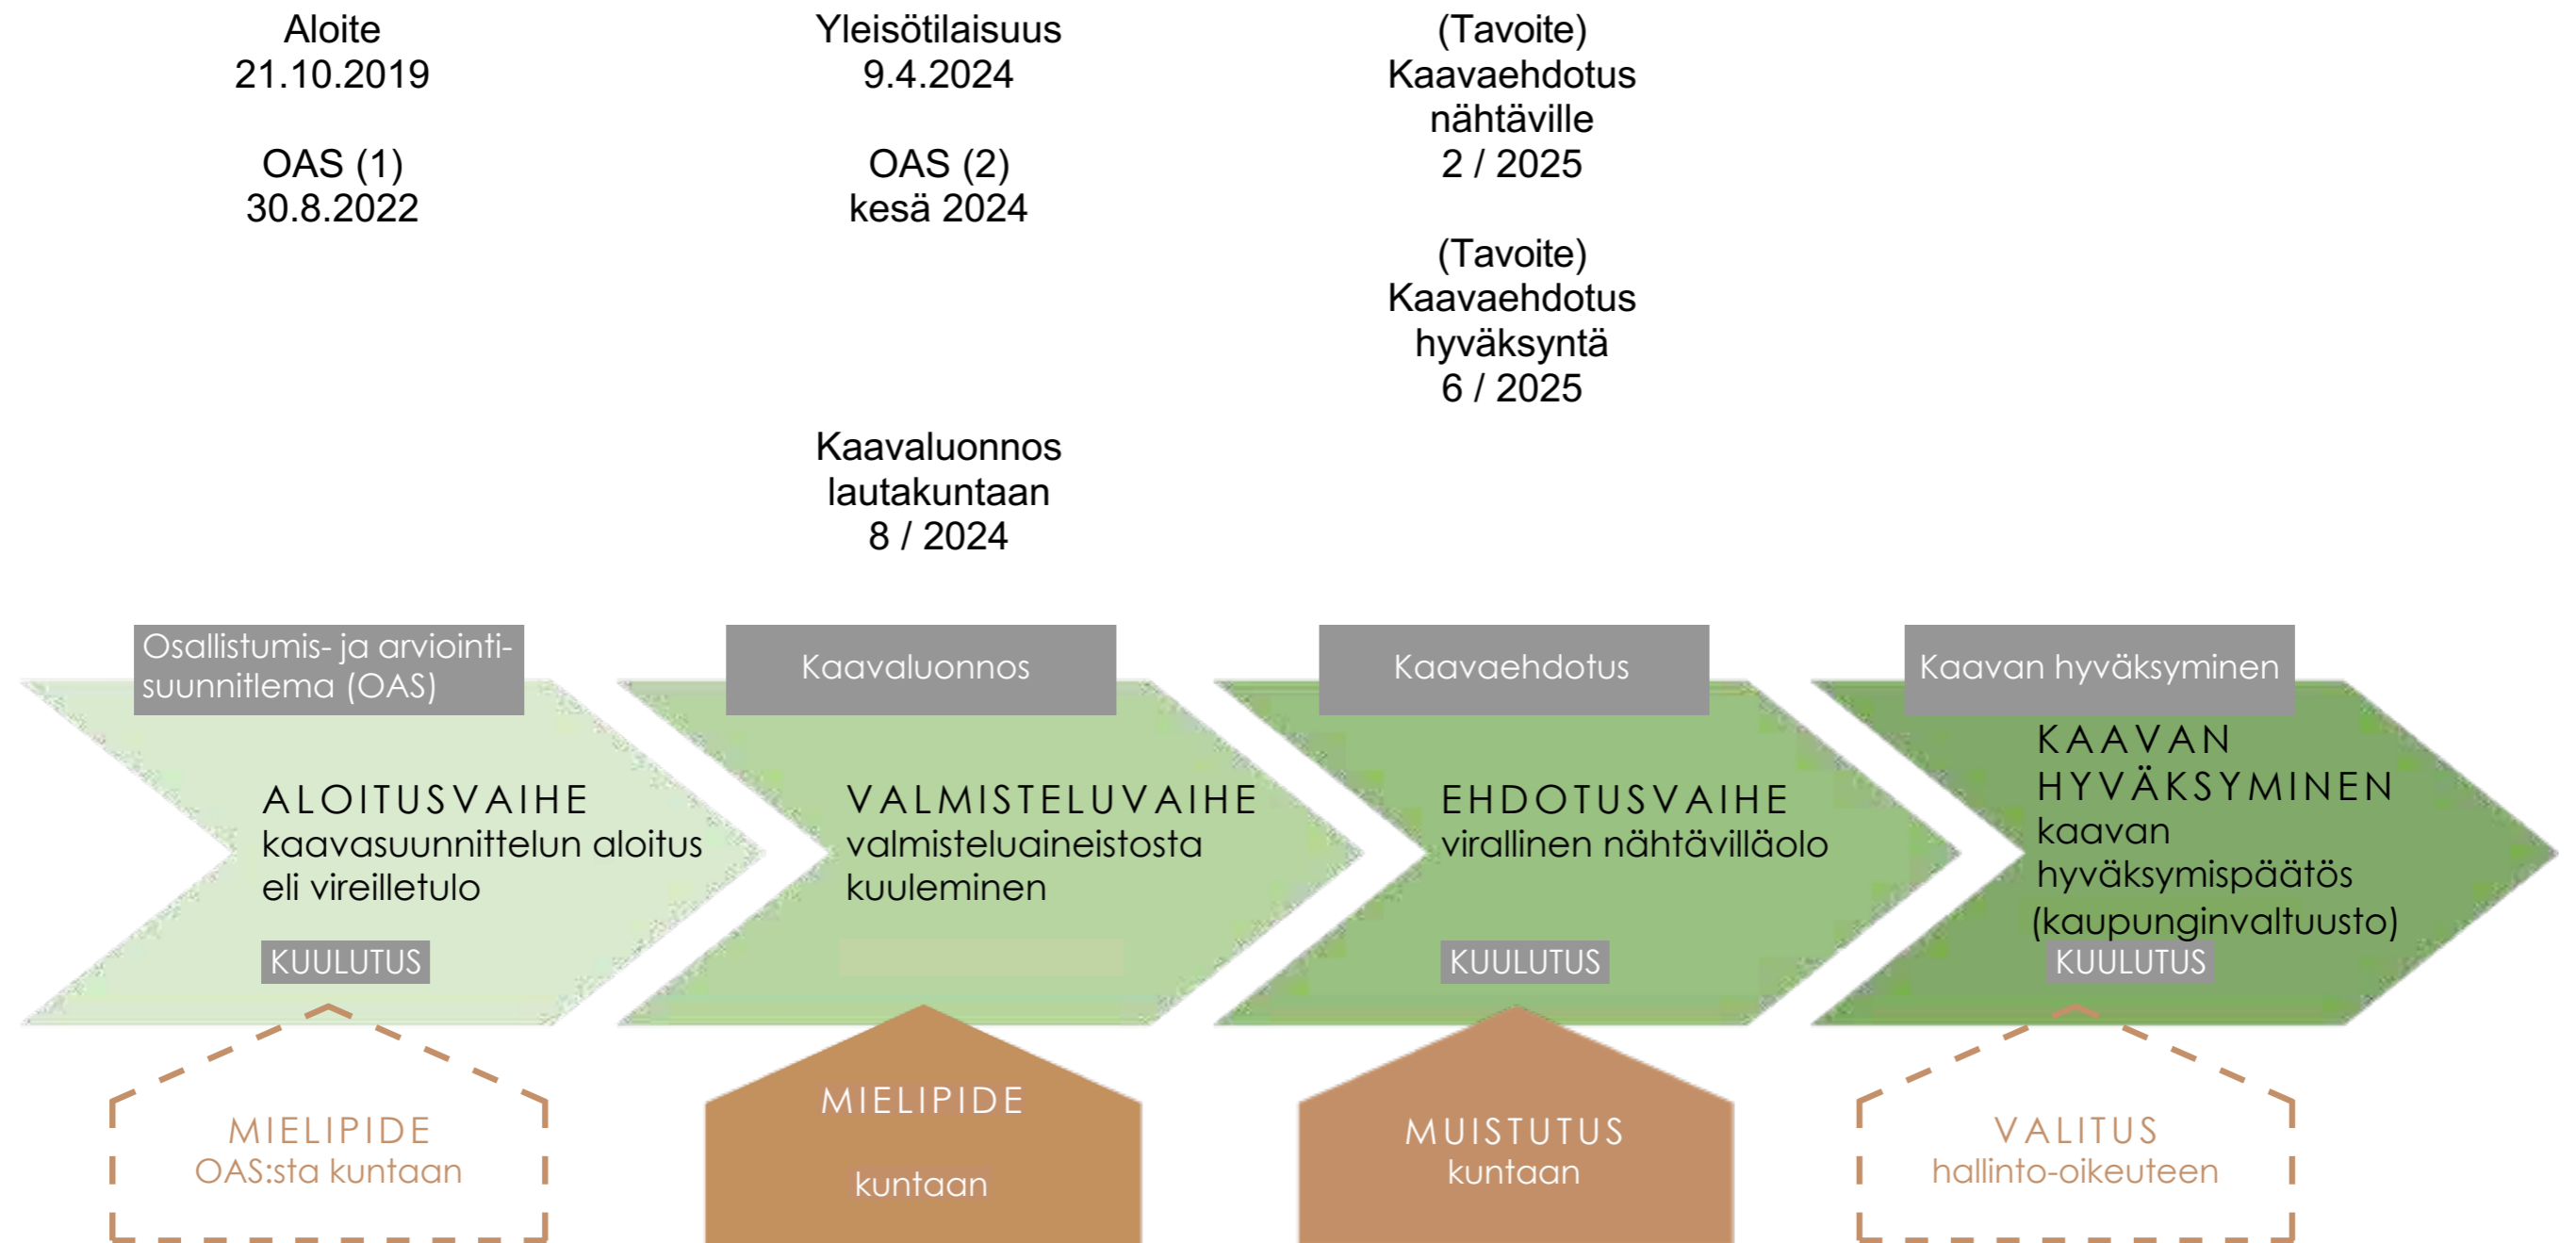 Aloite
21.10.2019
OAS (1)
30.8.2022
Yleisötilaisuus
9.4.2024
OAS (2)
kesä 2024
Kaavaluonnos
lautakuntaan
8 / 2024
(Tavoite)
Kaavaehdotus
nähtäville
2 / 2025
(Tavoite)
Kaavaehdotus
hyväksyntä
6 / 2025
Osallistumis- ja arviointi-
suunnitlema (OAS)
ALOITUSVAIHE
kaavasuunnittelun aloitus
eli vireilletulo
KUULUTUS
MIELIPIDE
OAS:sta kuntaan
Kaavaluonnos
VALMISTELUVAIHE
valmisteluaineistosta
kuuleminen
MIELIPIDE
kuntaan
Kaavaehdotus
EHDOTUSVAIHE
virallinen nähtävilläolo
KUULUTUS
MUISTUTUS
kuntaan
Kaavan hyväksyminen
KAAVAN
HYVÄKSYMINEN
kaavan
hyväksymispäätös
(kaupunginvaltuusto)
KUULUTUS
VALITUS
hallinto-oikeuteen